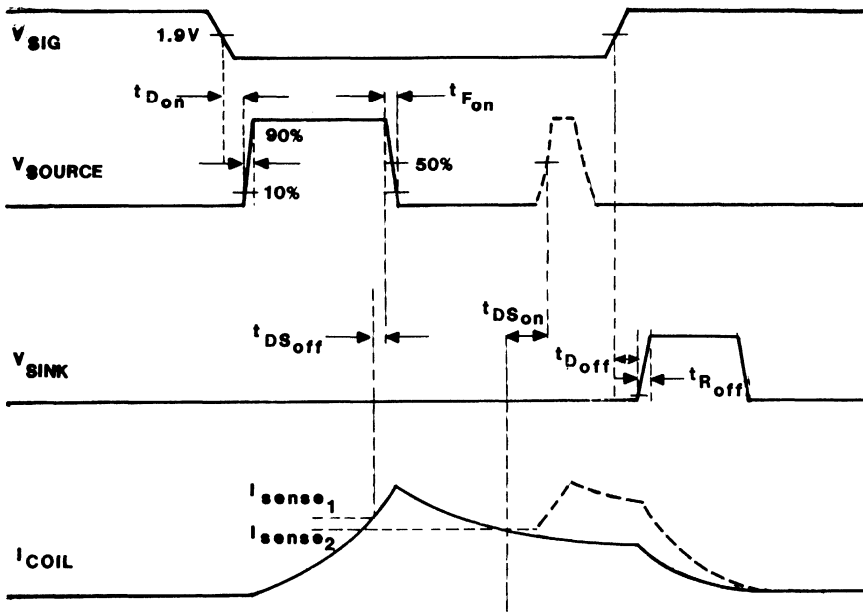 VSIG
1.9V
tDon
tFon
90%
VSOURCE
50%
10%
tDSon
tDSoff
tDoff
VSINK
tRoff
Isense1
Isense2
ICOIL